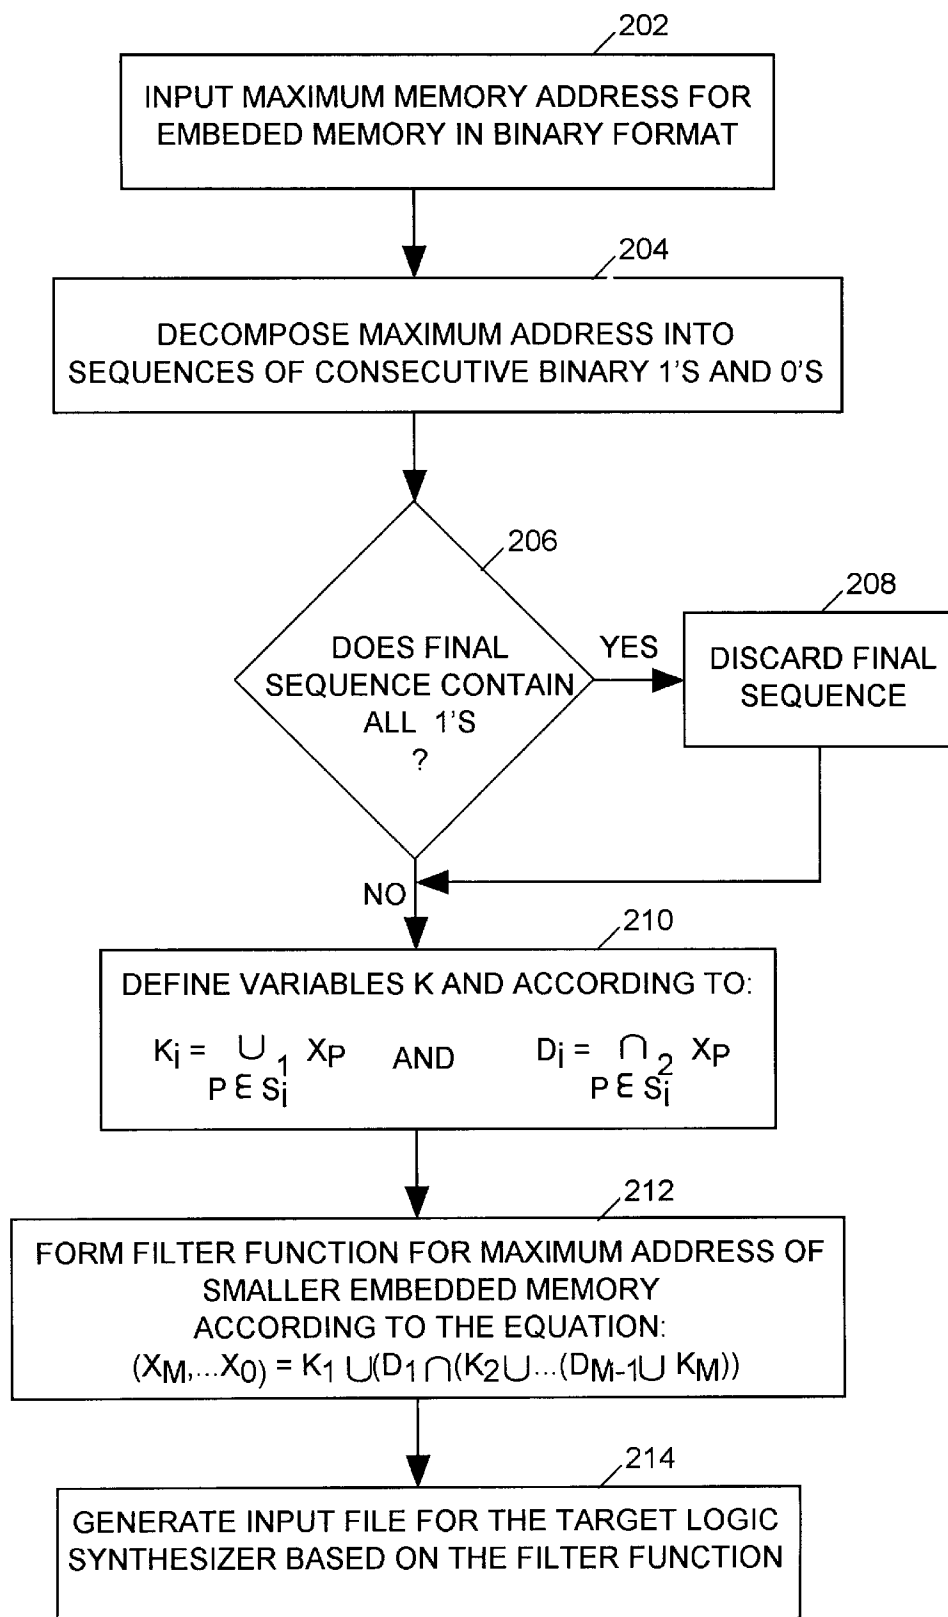 202
INPUT MAXIMUM MEMORY ADDRESS FOR
EMBEDED MEMORY IN BINARY FORMAT
204
DECOMPOSE MAXIMUM ADDRESS INTO
SEQUENCES OF CONSECUTIVE BINARY 1'S AND 0'S
206
DOES FINAL
SEQUENCE CONTAIN
ALL 1'S
?
YES
208
DISCARD FINAL
SEQUENCE
NO
210
DEFINE VARIABLES K AND ACCORDING TO:
Ki = ∪ 1 XP AND Di = ∩ 2 XP
P ∈ Si P ∈ Si
212
FORM FILTER FUNCTION FOR MAXIMUM ADDRESS OF
SMALLER EMBEDDED MEMORY
ACCORDING TO THE EQUATION:
(XM,...X0) = K1 ∪(D1 ∩(K2∪...(DM-1∪ KM))
214
GENERATE INPUT FILE FOR THE TARGET LOGIC
SYNTHESIZER BASED ON THE FILTER FUNCTION